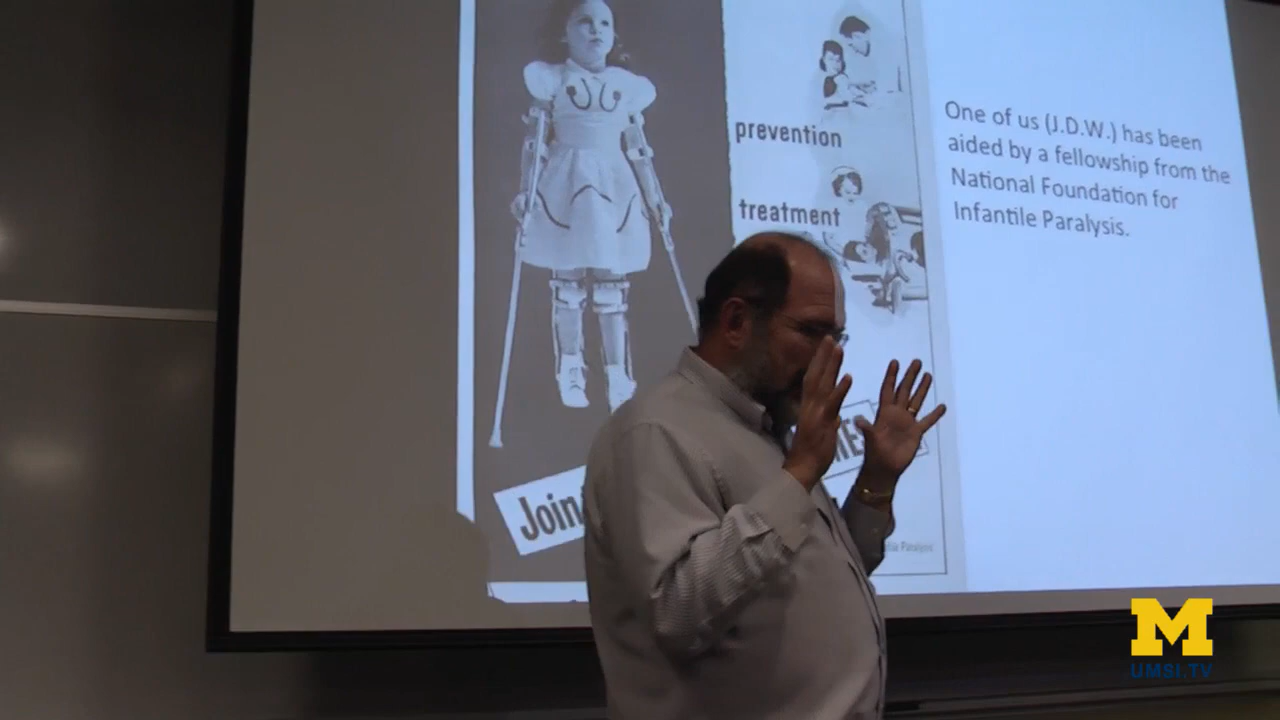 prevention
treatment
Join
One of us (J.D.W.) has been
aided by a fellowship from the
National Foundation for
Infantile Paralysis.
Paralysis
M
UMSI.TV